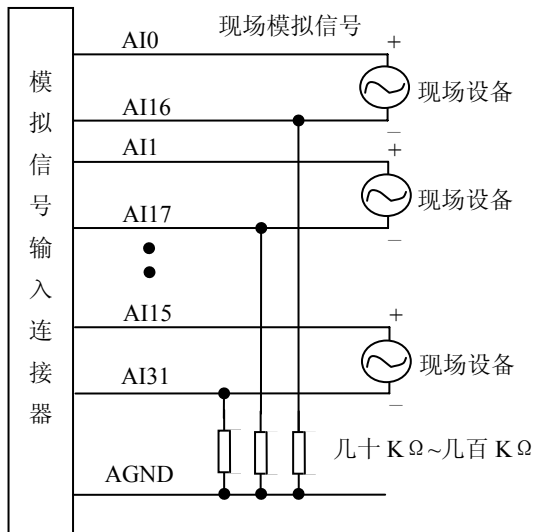 模拟信号输入连接器
现场模拟信号
AI0
+
现场设备
AI16
−
AI1
+
现场设备
AI17
−
AI15
+
现场设备
AI31
−
几十 K Ω~几百 K Ω
AGND